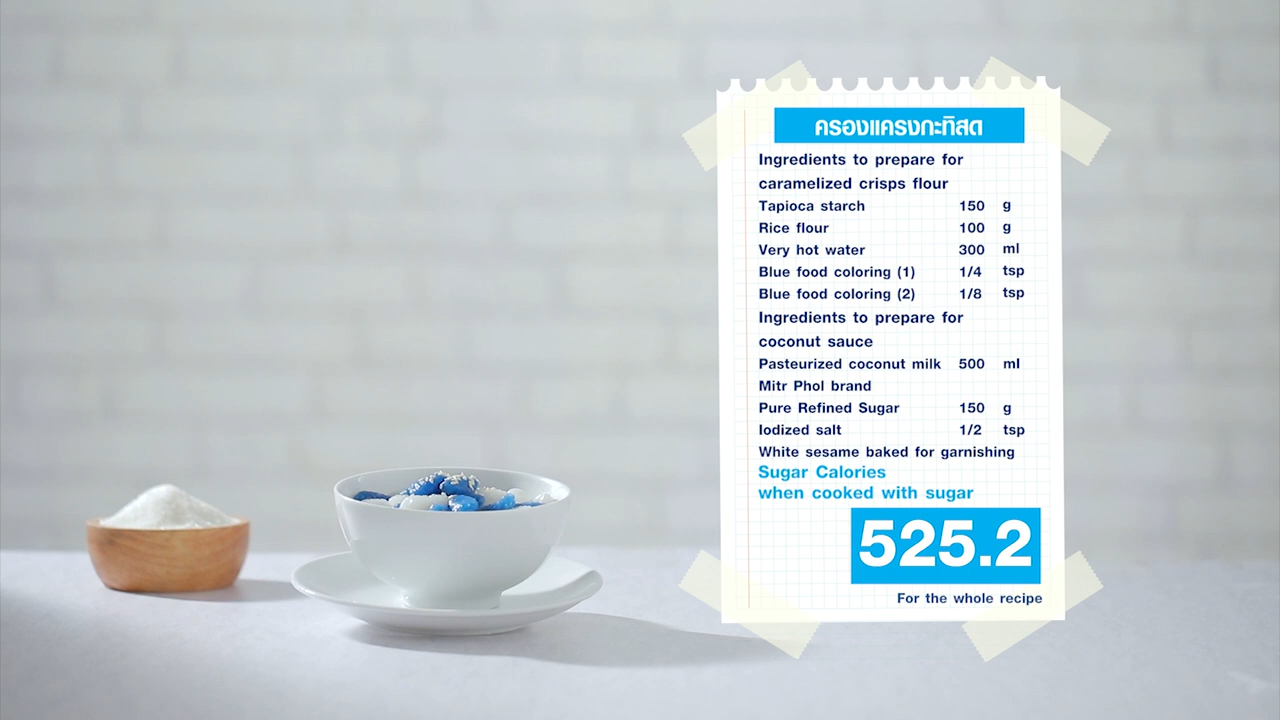 ครองแครงกะทิสด
Ingredients to prepare for
caramelized crisps flour
Tapioca starch 150 g
Rice flour 100 g
Very hot water 300 ml
Blue food coloring (1) 1/4 tsp
Blue food coloring (2) 1/8 tsp
Ingredients to prepare for
coconut sauce
Pasteurized coconut milk 500 ml
Mitr Phol brand
Pure Refined Sugar 150 g
Iodized salt 1/2 tsp
White sesame baked for garnishing
Sugar Calories
when cooked with sugar
525.2
For the whole recipe